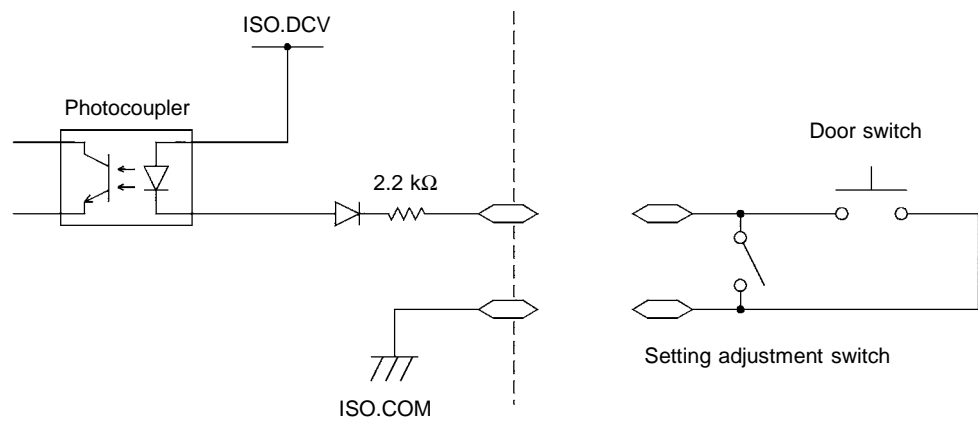 ISO.DCV
Photocoupler
Door switch
2.2 kΩ
Setting adjustment switch
ISO.COM